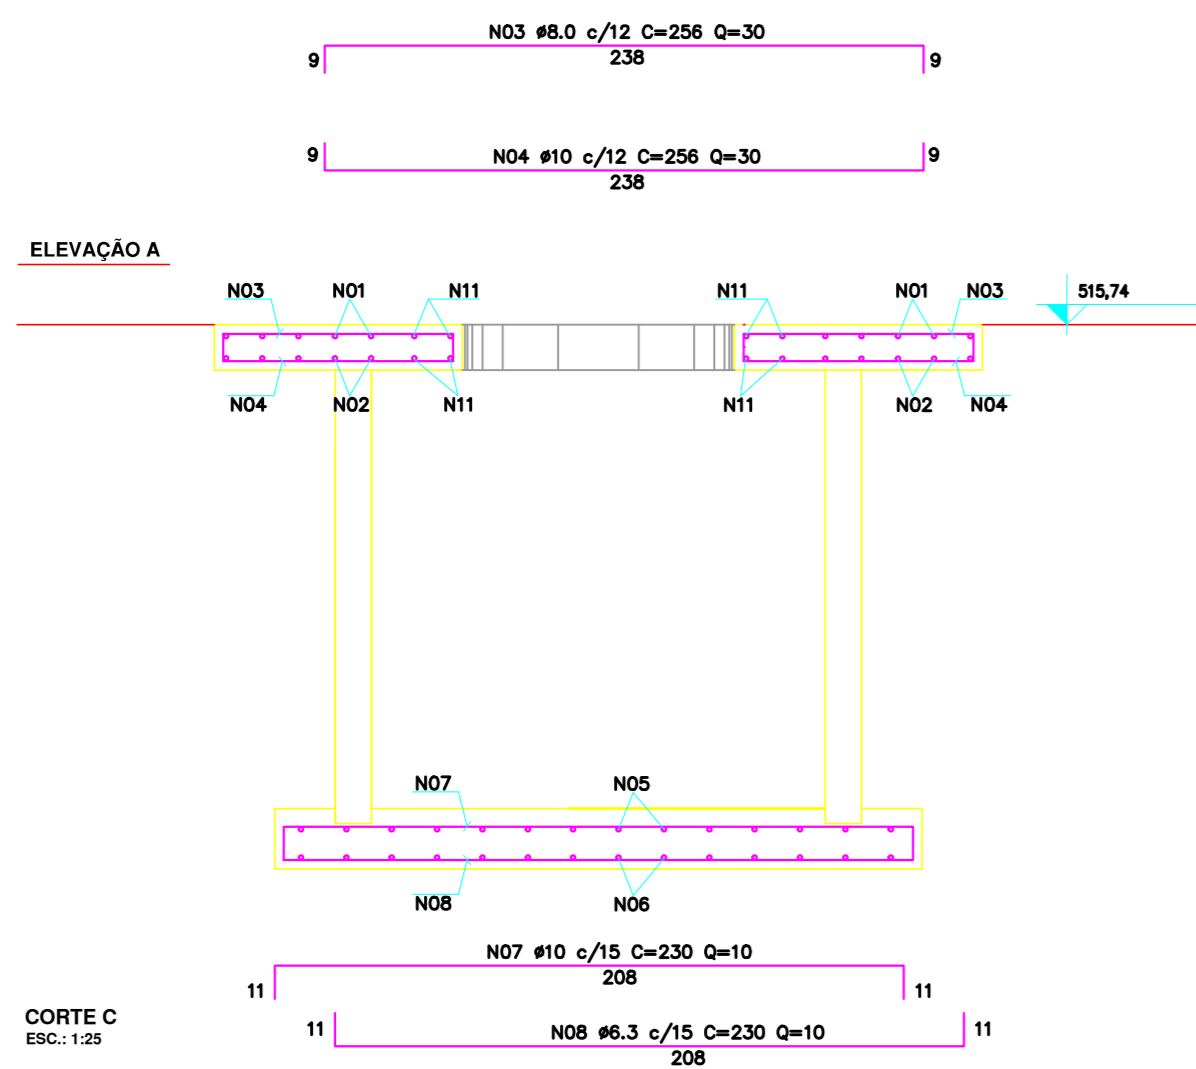 N03 ø8.0 c/12 C=256 Q=30
9 238 9
N04 ø10 c/12 C=256 Q=30
9 238 9
ELEVAÇÃO A
N03 N01 N11 N11 N01 N03 515,74
N04 N02 N11 N11 N02 N04
N07 N05
N08 N06
N07 ø10 c/15 C=230 Q=10
11 208 11
CORTE C
ESC.: 1:25
11 N08 ø6.3 c/15 C=230 Q=10 11
208